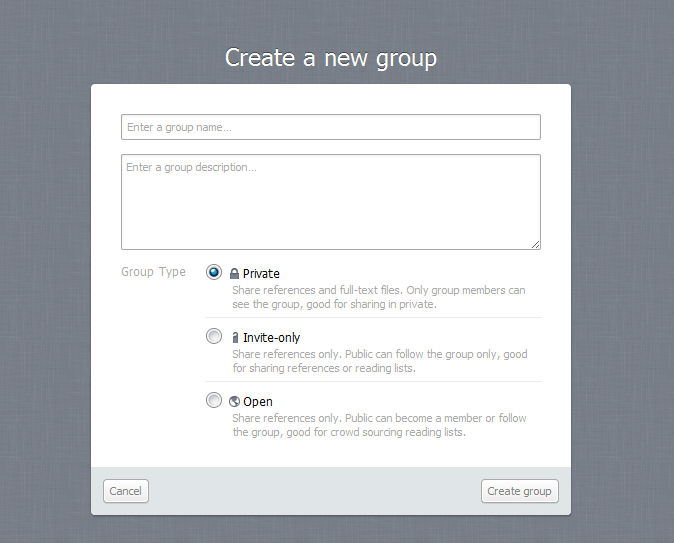 Create a new group
Enter a group name...
Enter a group description...
Group Type
Private
Share references and full-text files. Only group members can
see the group, good for sharing in private.
Invite-only
Share references only. Public can follow the group only, good
for sharing references or reading lists.
Open
Share references only. Public can become a member or follow
the group, good for crowd sourcing reading lists.
Cancel
Create group